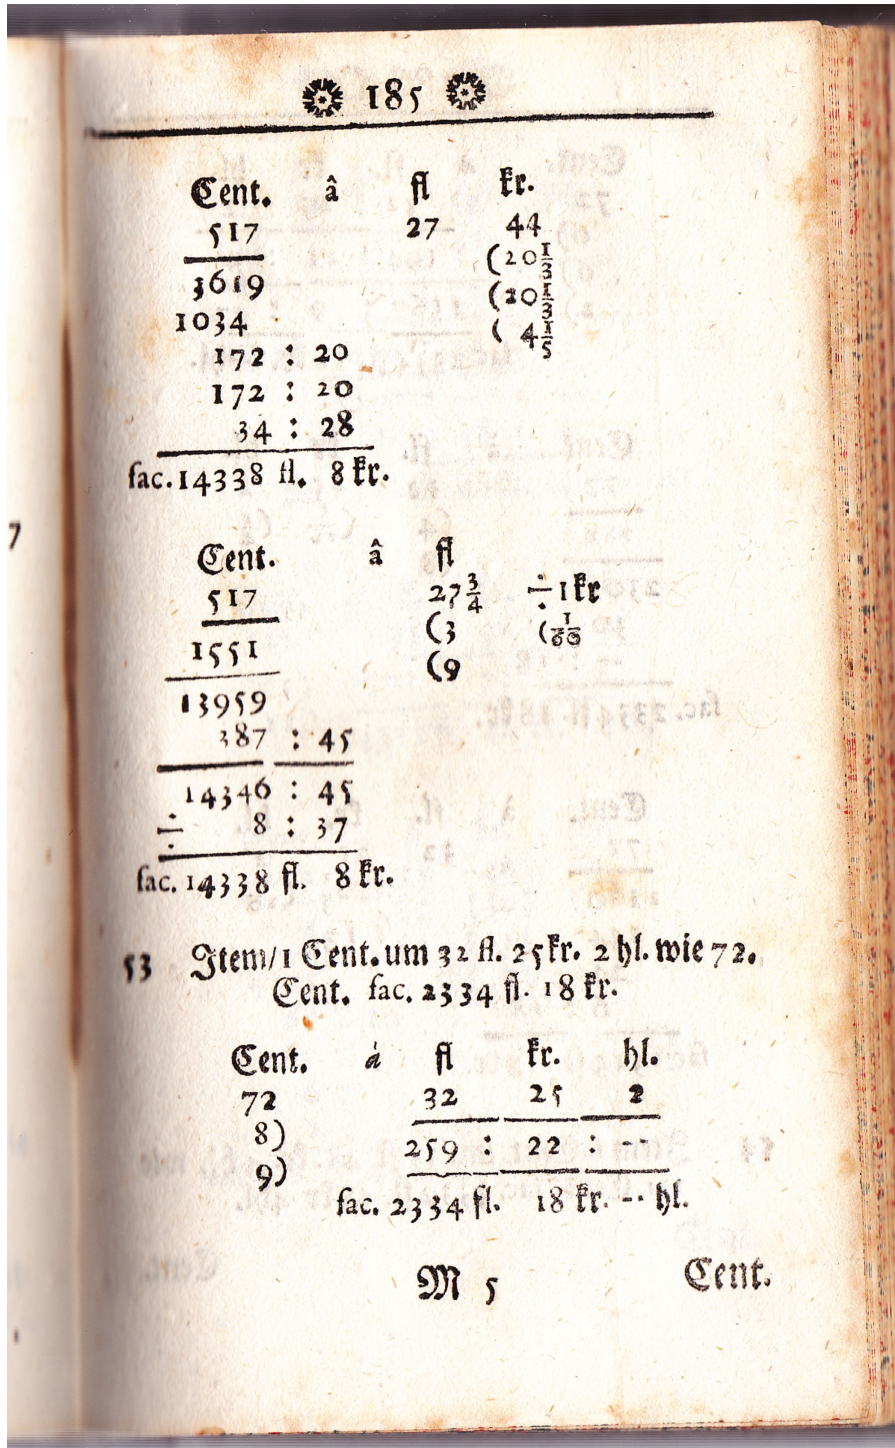 185
Cent. â fl kr.
517 27 44
3619 (20 1/3
1034 (20 1/3
172 : 20 ( 4 1/5
172 : 20
34 : 28
fac. 14338 fl. 8 kr.
Cent. â fl
517 27 3/4 ÷ 1 kr
1551 (3 (1/60
13959 (9
387 : 45
14346 : 45
÷ 8 : 37
fac. 14338 fl. 8 kr.
53 Item/ 1 Cent. um 32 fl. 25 kr. 2 hl. wie 72.
Cent. fac. 2334 fl. 18 kr.
Cent. à fl kr. hl.
72 32 25 2
8) 259 : 22 : --
9)
fac. 2334 fl. 18 kr. -- hl.
M 5 Cent.